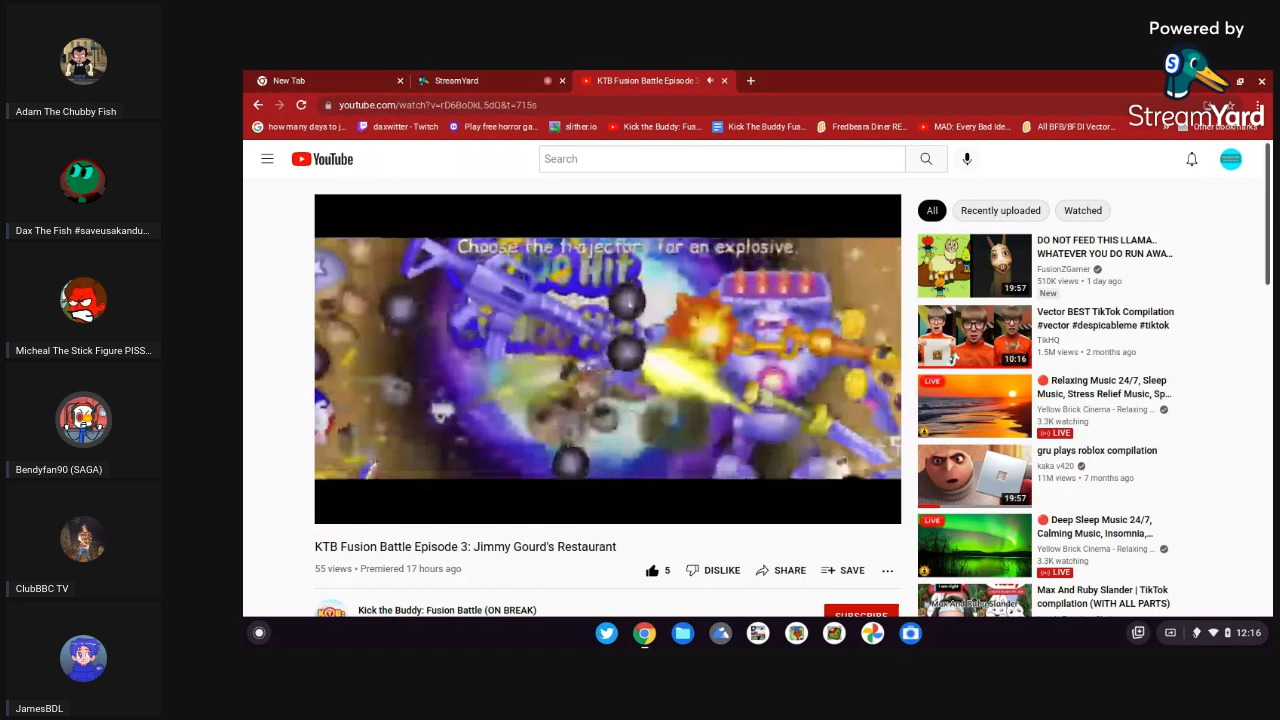 Powered by
StreamYard
Adam The Chubby Fish
Dax The Fish #saveusakandu...
Micheal The Stick Figure PISS...
Bendyfan90 (SAGA)
ClubBBC TV
JamesBDL
New Tab
StreamYard
KTB Fusion Battle Episode 3
youtube.com/watch?v=rD6BoDkL5dQ&t=715s
how many days to j...
daxwitter - Twitch
Play free horror ga...
slither.io
Kick the Buddy: Fus...
Kick The Buddy Fus...
Fredbears Diner RE...
MAD: Every Bad Ide...
All BFB/BFDI Vector...
Other bookmarks
YouTube
Search
All
Recently uploaded
Watched
Choose the trajector for an explosive.
KTB Fusion Battle Episode 3: Jimmy Gourd's Restaurant
55 views • Premiered 17 hours ago
5
DISLIKE
SHARE
SAVE
Kick the Buddy: Fusion Battle (ON BREAK)
SUBSCRIBE
DO NOT FEED THIS LLAMA..
WHATEVER YOU DO RUN AWA...
FusionZGamer
510K views • 1 day ago
New
19:57
Vector BEST TikTok Compilation
#vector #despicableme #tiktok
TikHQ
1.5M views • 2 months ago
10:16
LIVE
Relaxing Music 24/7, Sleep
Music, Stress Relief Music, Sp...
Yellow Brick Cinema - Relaxing ...
3.3K watching
LIVE
gru plays roblox compilation
kaka v420
11M views • 7 months ago
19:57
LIVE
Deep Sleep Music 24/7,
Calming Music, Insomnia,...
Yellow Brick Cinema - Relaxing ...
3.3K watching
LIVE
Max And Ruby Slander
Max And Ruby Slander | TikTok
compilation (WITH ALL PARTS)
12:16